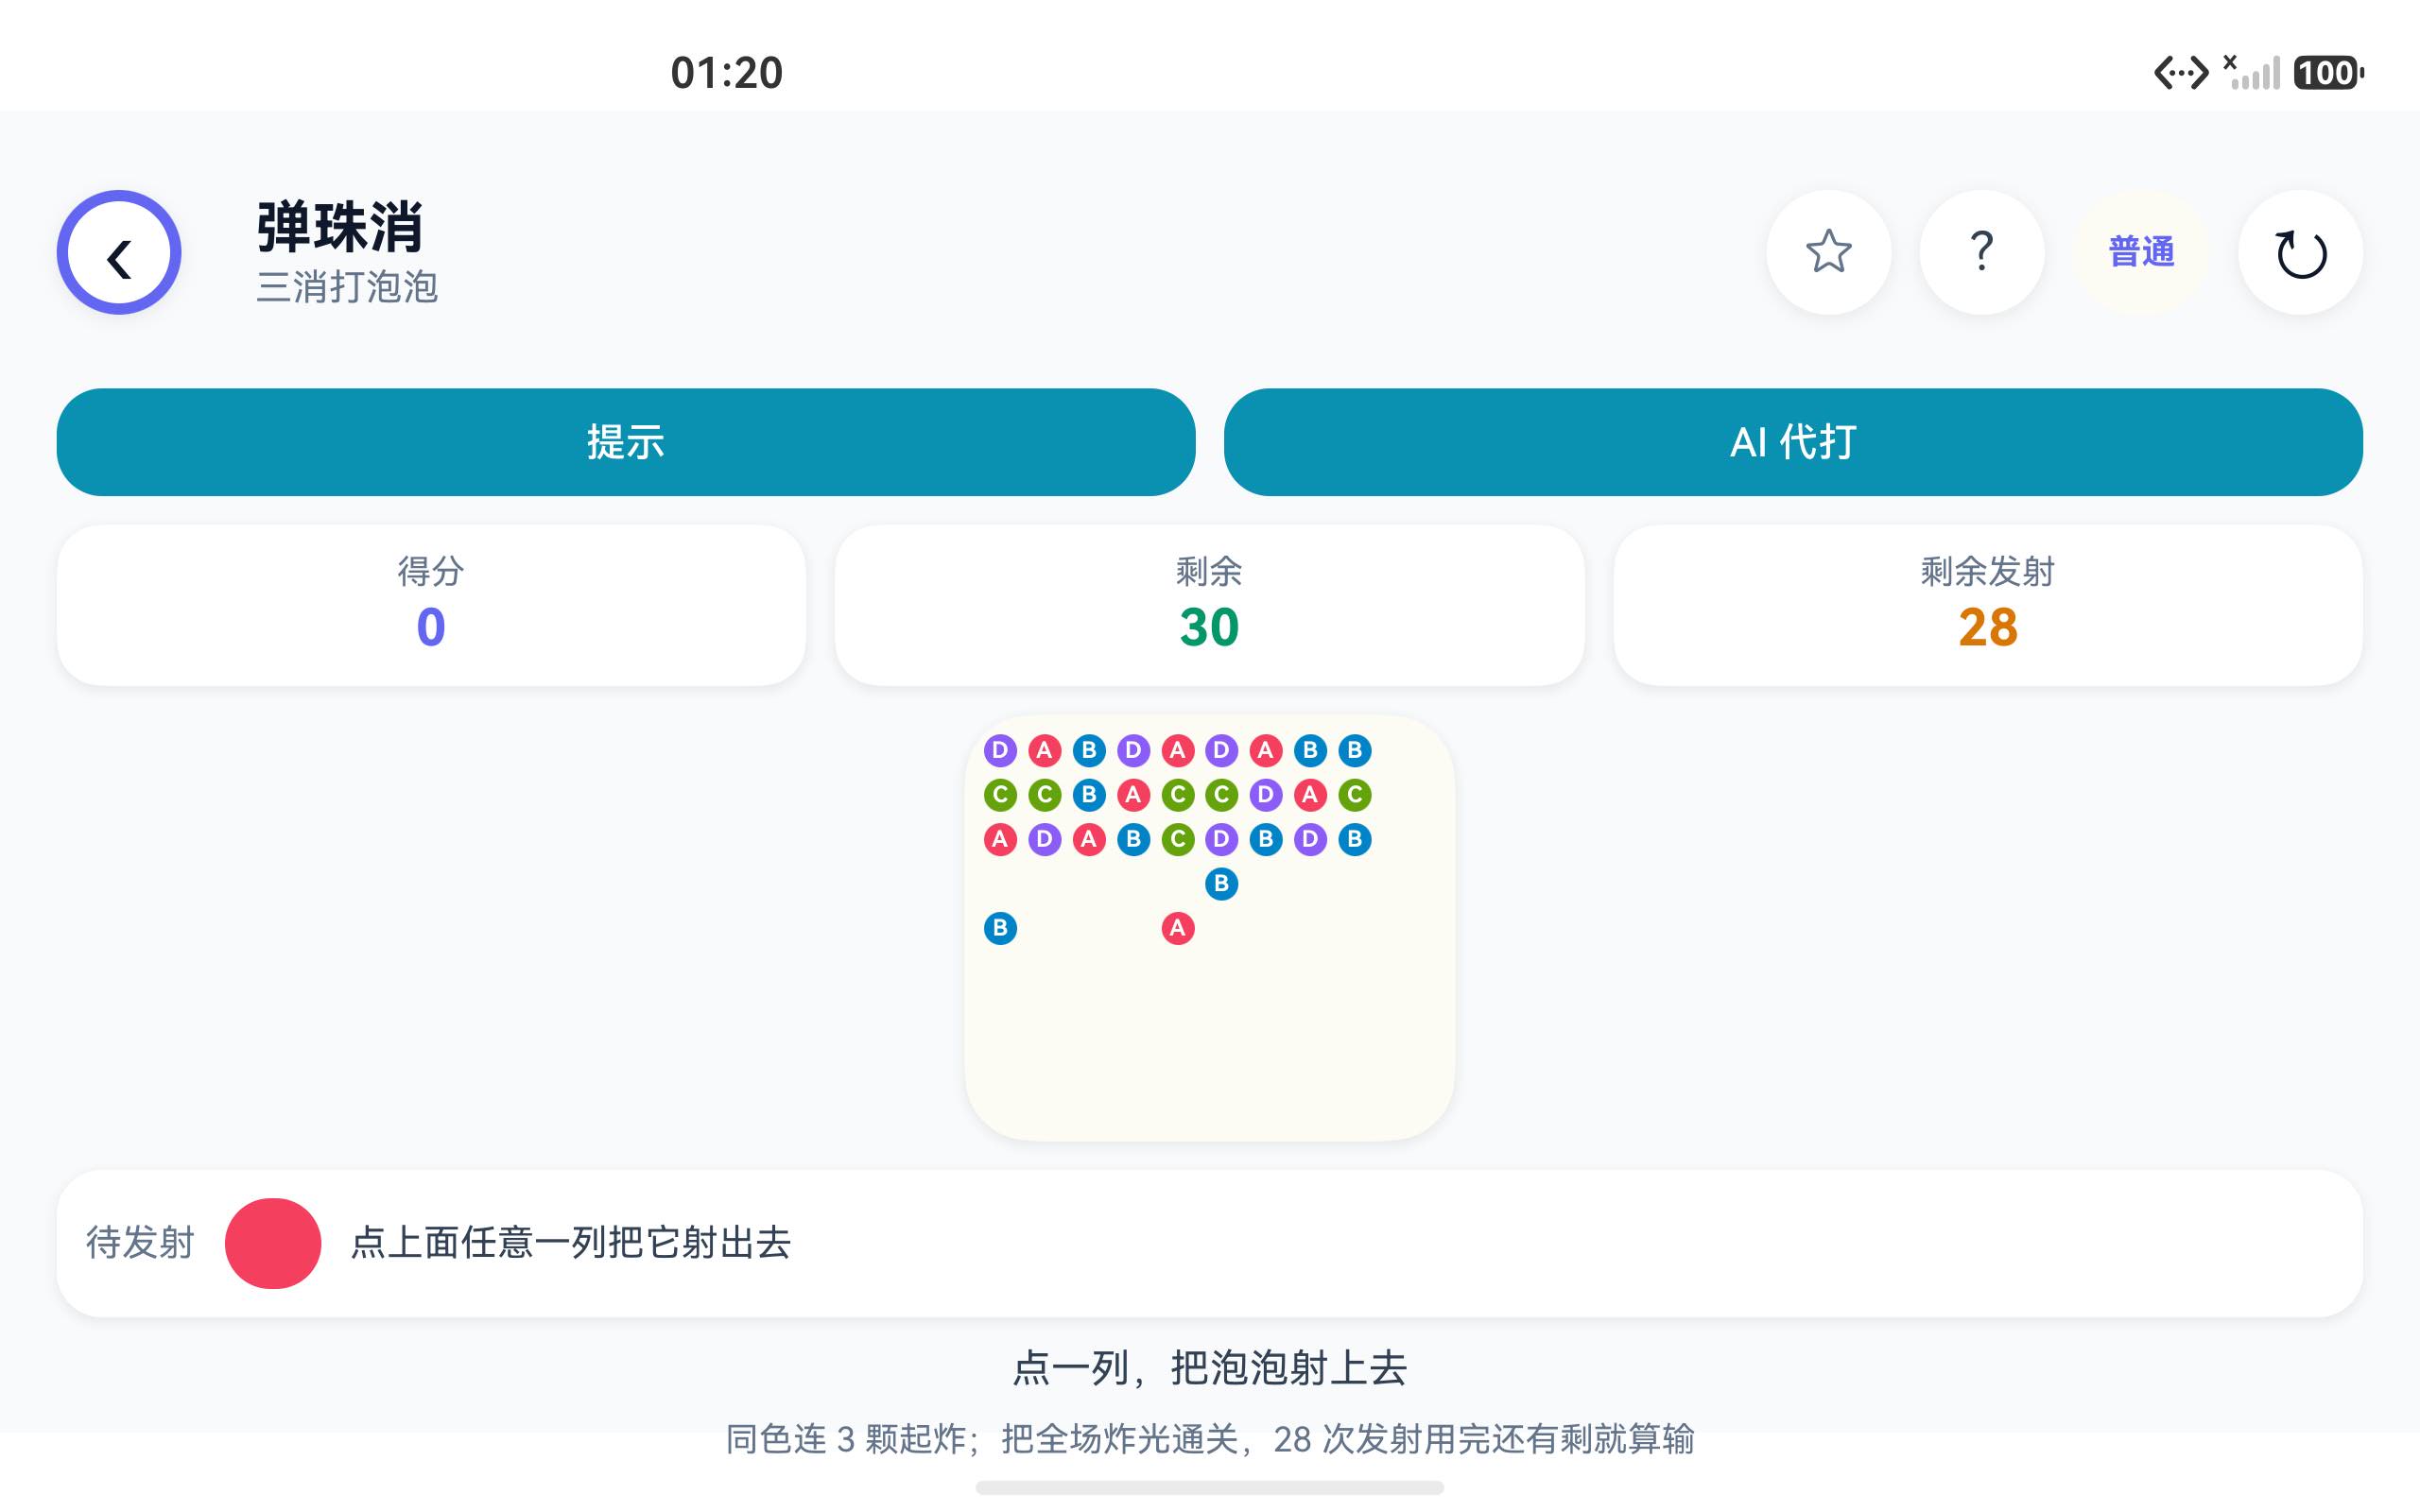 01:20
100
弹珠消
三消打泡泡
?
普通
提示
AI 代打
得分
0
剩余
30
剩余发射
28
D A B D A D A B B
C C B A C C D A C
A D A B C D B D B
B
B A
待发射 点上面任意一列把它射出去
点一列，把泡泡射上去
同色连 3 颗起炸；把全场炸光通关，28 次发射用完还有剩就算输